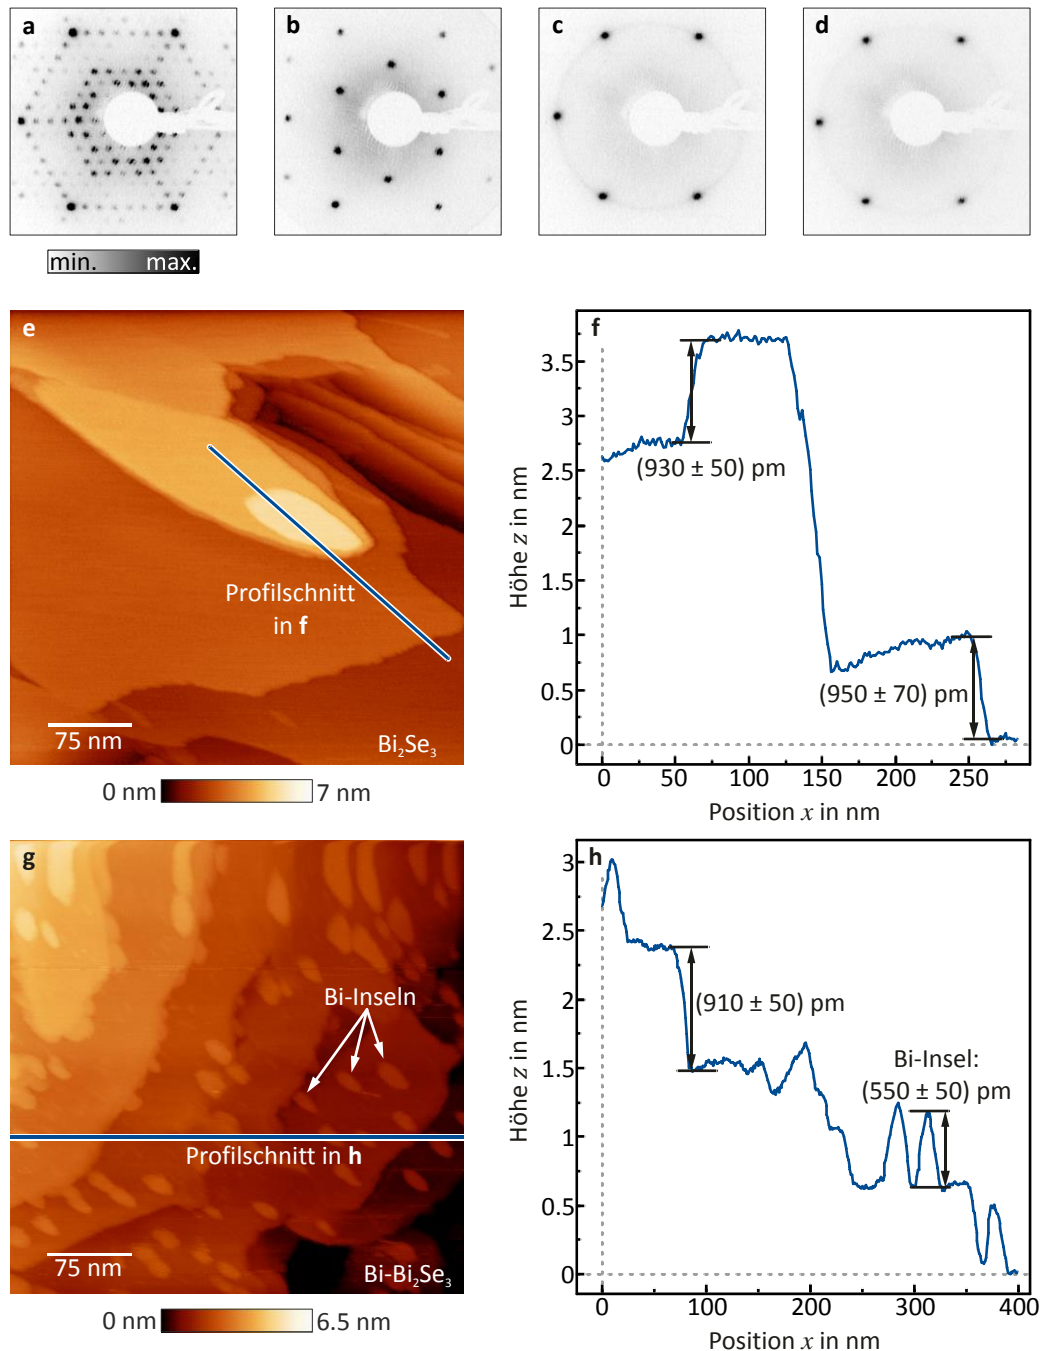 a
b
c
d
min. max.
e
Profilschnitt
in f
75 nm
Bi₂Se₃
0 nm 7 nm
f
Höhe z in nm
3.5
3
2.5
2
1.5
1
0.5
0
(930 ± 50) pm
(950 ± 70) pm
0 50 100 150 200 250
Position x in nm
g
Bi-Inseln
Profilschnitt in h
75 nm
Bi-Bi₂Se₃
0 nm 6.5 nm
h
Höhe z in nm
3
2.5
2
1.5
1
0.5
0
(910 ± 50) pm
Bi-Insel:
(550 ± 50) pm
0 100 200 300 400
Position x in nm